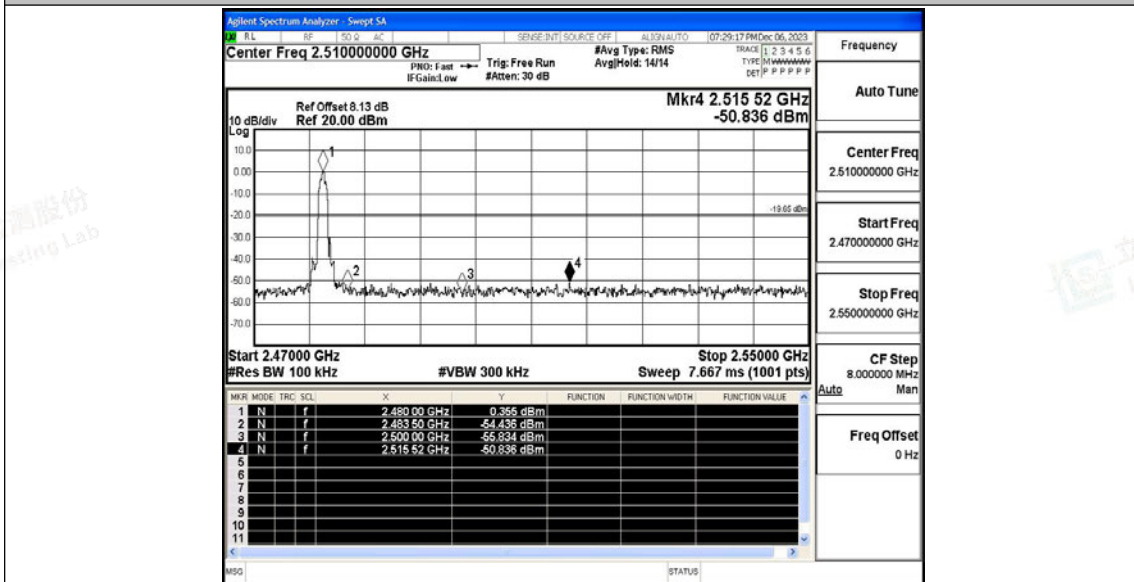 Agilent Spectrum Analyzer - Swept SA
RL RF 50 Ω AC SENSE:INT SOURCE OFF ALIGNAUTO 07:29:17 PM Dec 06, 2023
Center Freq 2.510000000 GHz
PNO: Fast
IFGain:Low
Trig: Free Run
#Atten: 30 dB
#Avg Type: RMS
Avg|Hold: 14/14
TRACE 1 2 3 4 5 6
TYPE M W W W W W
DET P P P P P P
Ref Offset 8.13 dB
10 dB/div Ref 20.00 dBm
Log
Mkr4 2.515 52 GHz
-50.836 dBm
10.0
0.00
-10.0
-20.0
-30.0
-40.0
-50.0
-60.0
-70.0
1
2
3
4
-19.65 dBm
Start 2.47000 GHz Stop 2.55000 GHz
#Res BW 100 kHz #VBW 300 kHz Sweep 7.667 ms (1001 pts)
MKR MODE TRC SCL X Y FUNCTION FUNCTION WIDTH FUNCTION VALUE
1 N f 2.480 00 GHz 0.355 dBm
2 N f 2.483 50 GHz -54.436 dBm
3 N f 2.500 00 GHz -55.834 dBm
4 N f 2.515 52 GHz -50.836 dBm
5
6
7
8
9
10
11
MSG STATUS
Frequency
Auto Tune
Center Freq
2.510000000 GHz
Start Freq
2.470000000 GHz
Stop Freq
2.550000000 GHz
CF Step
8.000000 MHz
Auto Man
Freq Offset
0 Hz
测股份
Lab
立